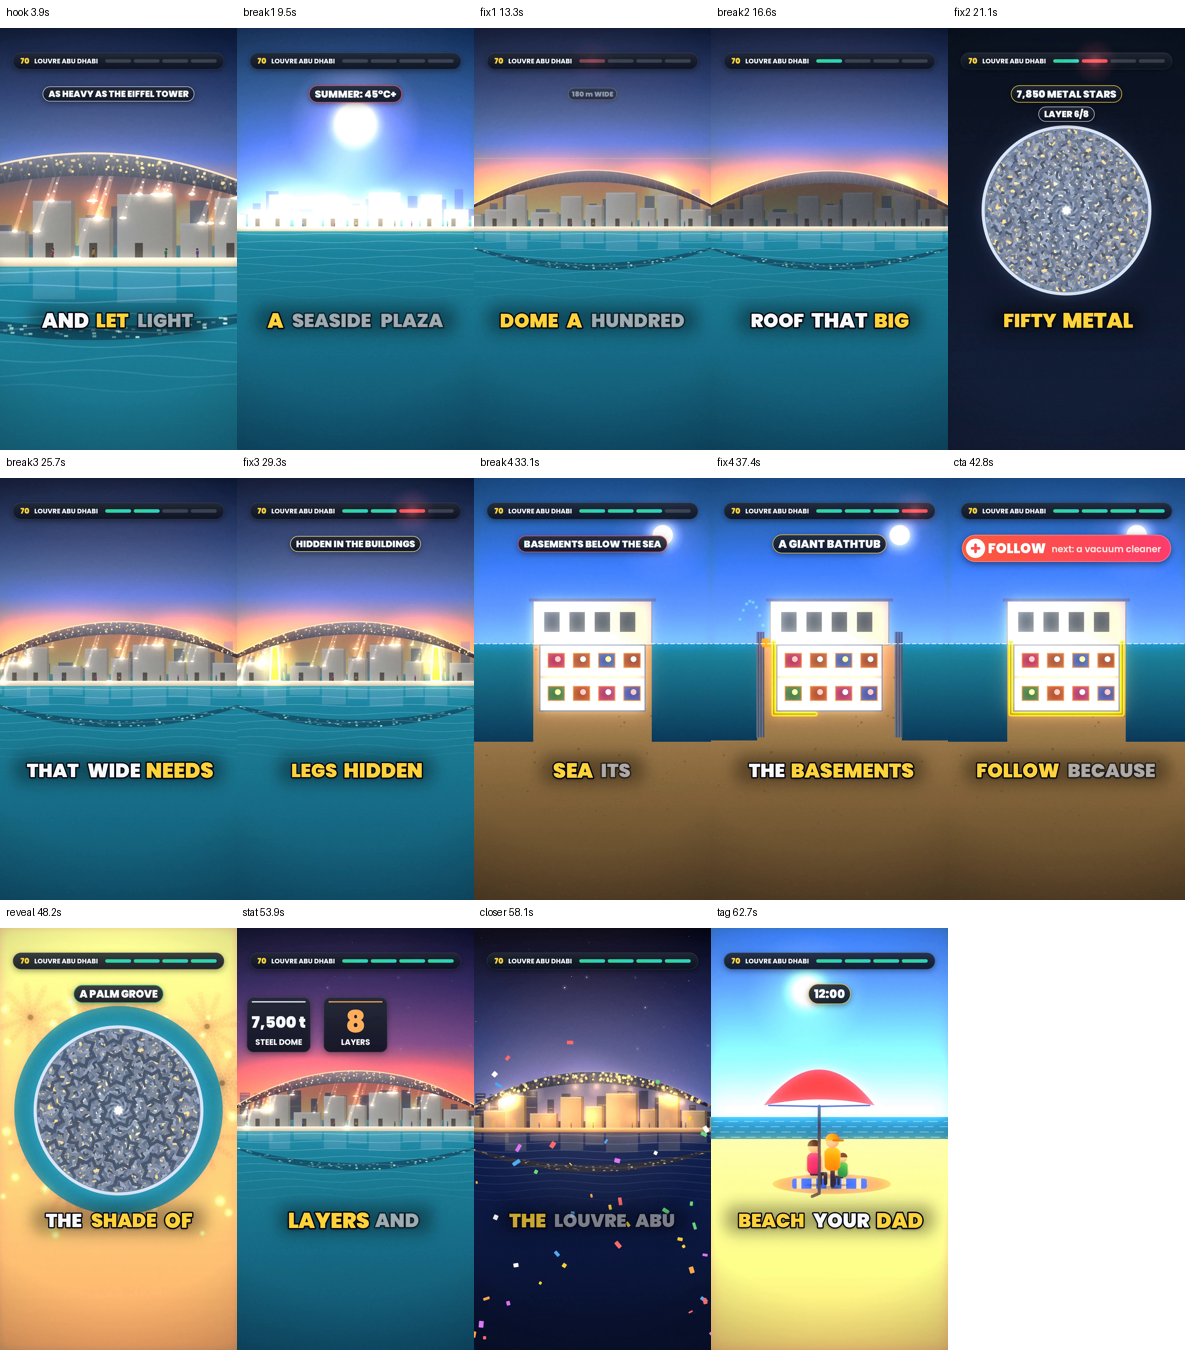 hook 3.9s
70 LOUVRE ABU DHABI
AS HEAVY AS THE EIFFEL TOWER
AND LET LIGHT
break1 9.5s
70 LOUVRE ABU DHABI
SUMMER: 45°C+
A SEASIDE PLAZA
fix1 13.3s
70 LOUVRE ABU DHABI
180 m WIDE
DOME A HUNDRED
break2 16.6s
70 LOUVRE ABU DHABI
ROOF THAT BIG
fix2 21.1s
70 LOUVRE ABU DHABI
7,850 METAL STARS
LAYER 6/8
FIFTY METAL
break3 25.7s
70 LOUVRE ABU DHABI
THAT WIDE NEEDS
fix3 29.3s
70 LOUVRE ABU DHABI
HIDDEN IN THE BUILDINGS
LEGS HIDDEN
break4 33.1s
70 LOUVRE ABU DHABI
BASEMENTS BELOW THE SEA
SEA ITS
fix4 37.4s
70 LOUVRE ABU DHABI
A GIANT BATHTUB
THE BASEMENTS
cta 42.8s
70 LOUVRE ABU DHABI
FOLLOW next: a vacuum cleaner
FOLLOW BECAUSE
reveal 48.2s
70 LOUVRE ABU DHABI
A PALM GROVE
THE SHADE OF
stat 53.9s
70 LOUVRE ABU DHABI
7,500 t
STEEL DOME
8
LAYERS
LAYERS AND
closer 58.1s
70 LOUVRE ABU DHABI
THE LOUVRE ABU
tag 62.7s
70 LOUVRE ABU DHABI
12:00
BEACH YOUR DAD